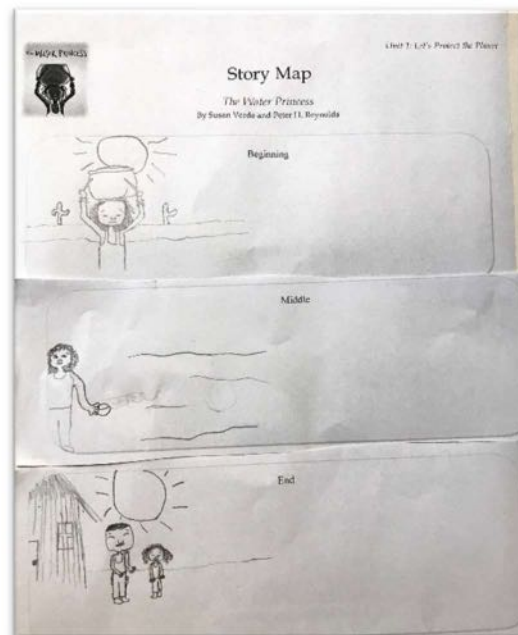 The WATER PRINCESS
Unit 1: Let's Protect the Planet
Story Map
The Water Princess
By Susan Verde and Peter H. Reynolds
Beginning
Middle
End